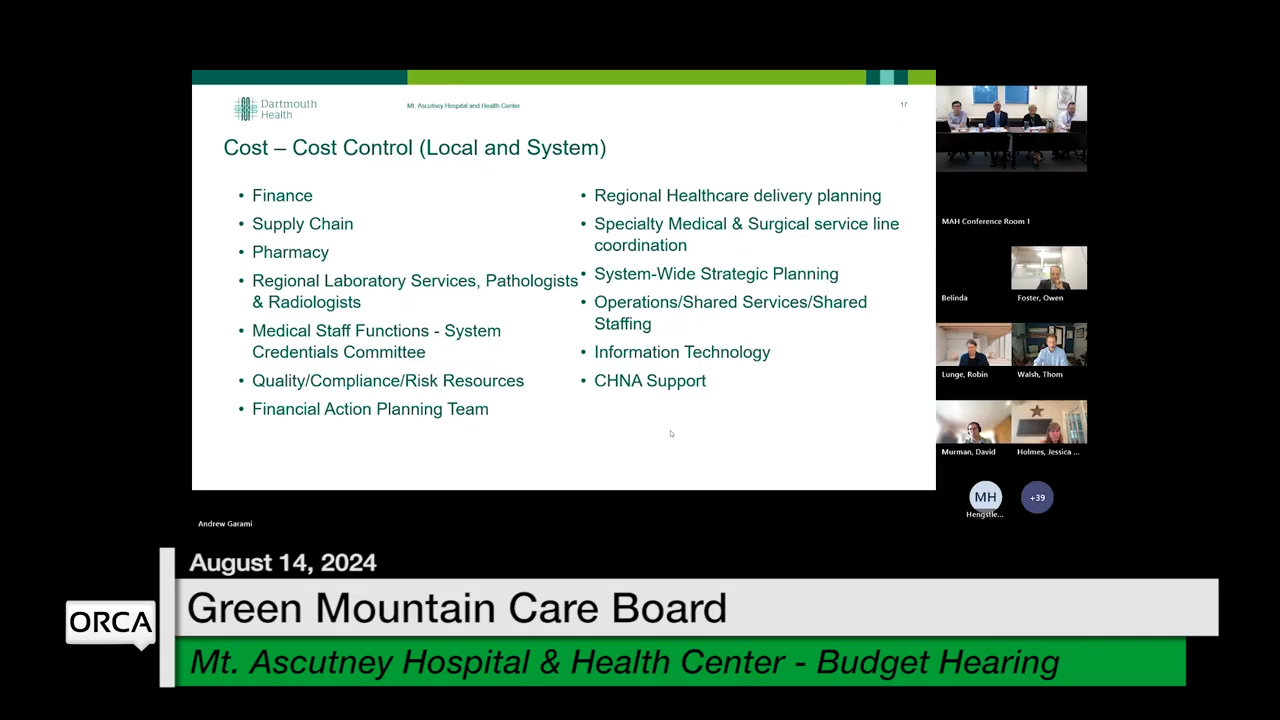 Dartmouth
Health
Mt. Ascutney Hospital and Health Center
17
Cost – Cost Control (Local and System)
• Finance
• Supply Chain
• Pharmacy
• Regional Laboratory Services, Pathologists
& Radiologists
• Medical Staff Functions - System
Credentials Committee
• Quality/Compliance/Risk Resources
• Financial Action Planning Team
• Regional Healthcare delivery planning
• Specialty Medical & Surgical service line
coordination
• System-Wide Strategic Planning
• Operations/Shared Services/Shared
Staffing
• Information Technology
• CHNA Support
MAH Conference Room 1
Belinda
Foster, Owen
Lunge, Robin
Walsh, Thom
Murman, David
Holmes, Jessica ...
MH
+39
Hengstle...
Andrew Garami
August 14, 2024
ORCA
Green Mountain Care Board
Mt. Ascutney Hospital & Health Center - Budget Hearing